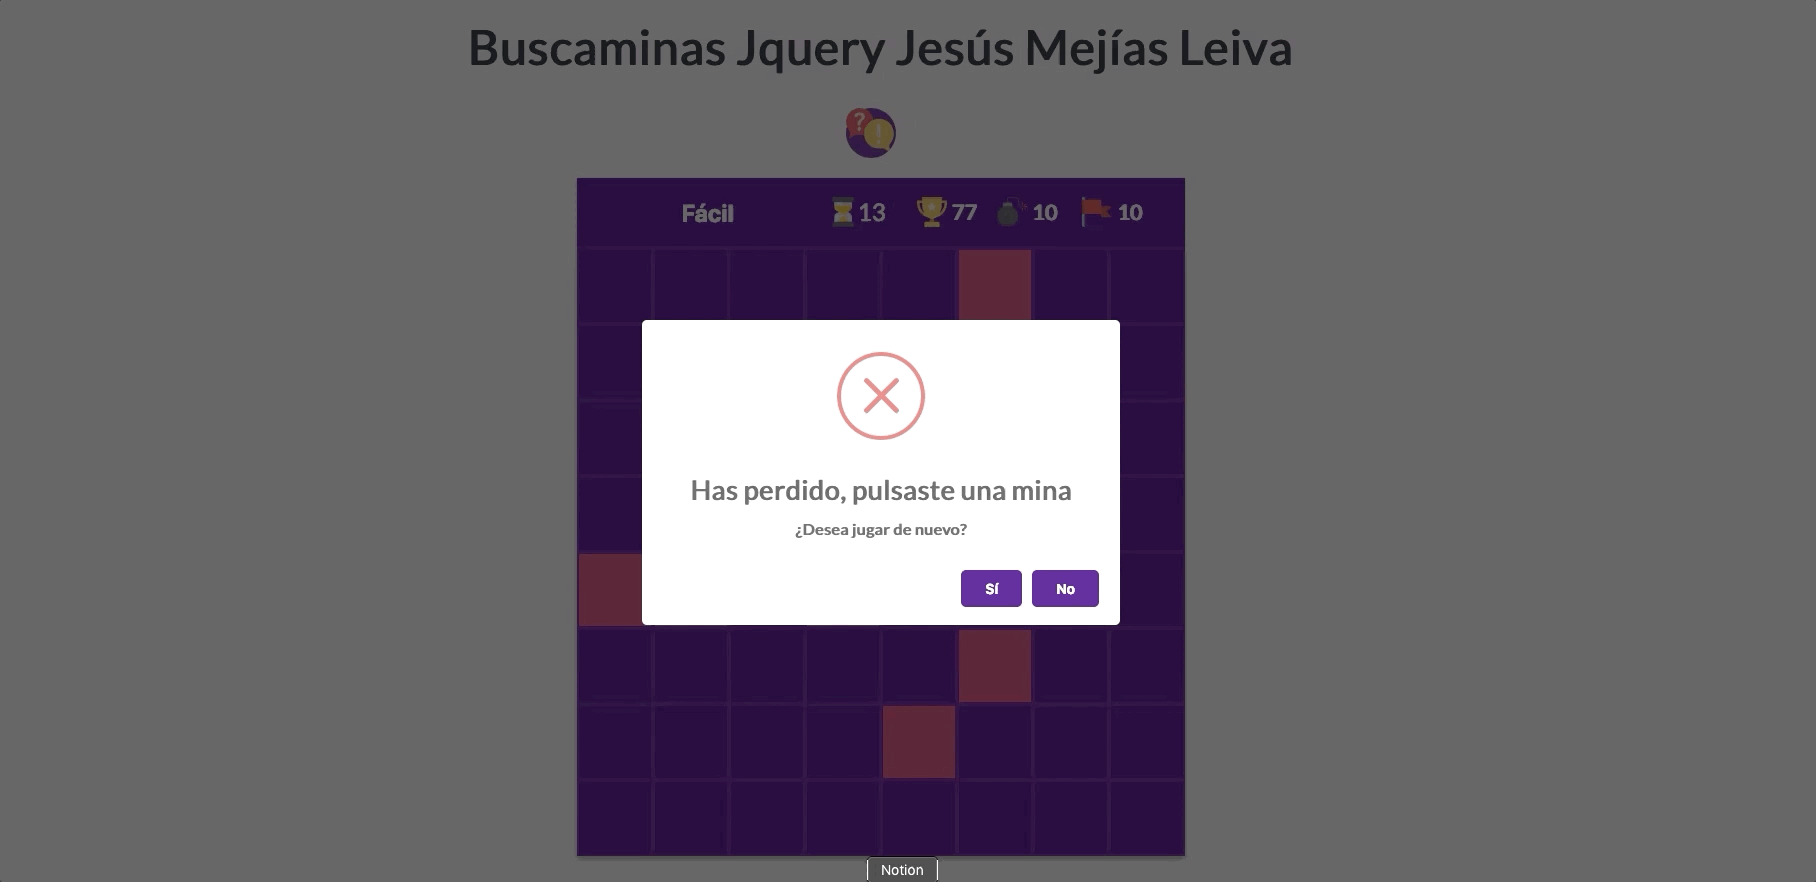 Buscaminas Jquery Jesús Mejías Leiva
? !
Fácil 13 77 10 10
Has perdido, pulsaste una mina
¿Desea jugar de nuevo?
Sí No
Notion